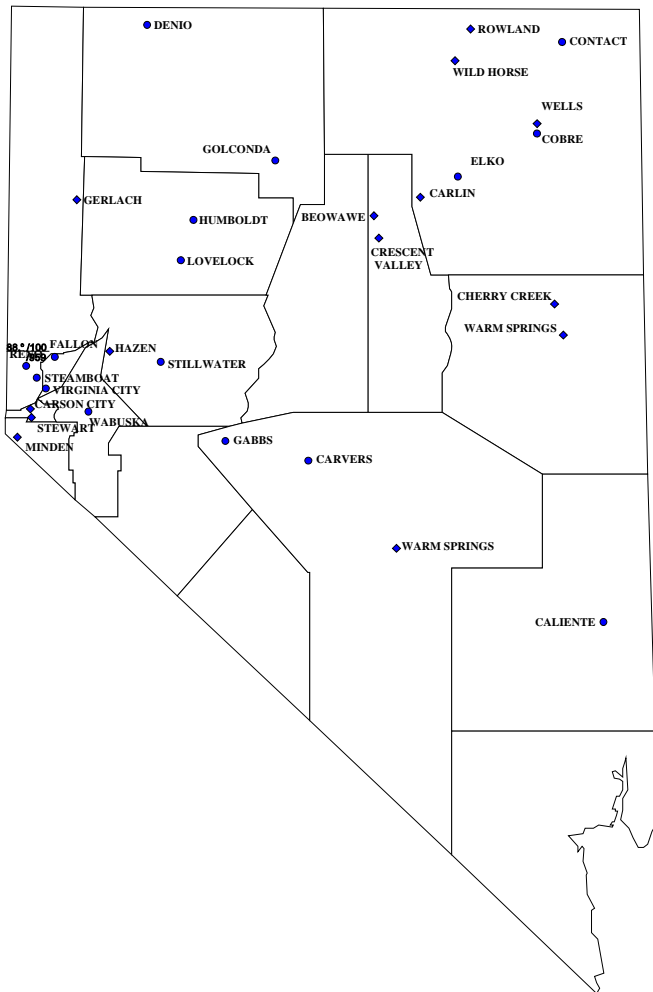 DENIO
ROWLAND
CONTACT
WILD HORSE
WELLS
COBRE
GOLCONDA
ELKO
CARLIN
GERLACH
HUMBOLDT
BEOWAWE
CRESCENT
VALLEY
LOVELOCK
CHERRY CREEK
WARM SPRINGS
FALLON
HAZEN
STILLWATER
STEAMBOAT
VIRGINIA CITY
CARSON CITY
WABUSKA
STEWART
MINDEN
GABBS
CARVERS
WARM SPRINGS
CALIENTE